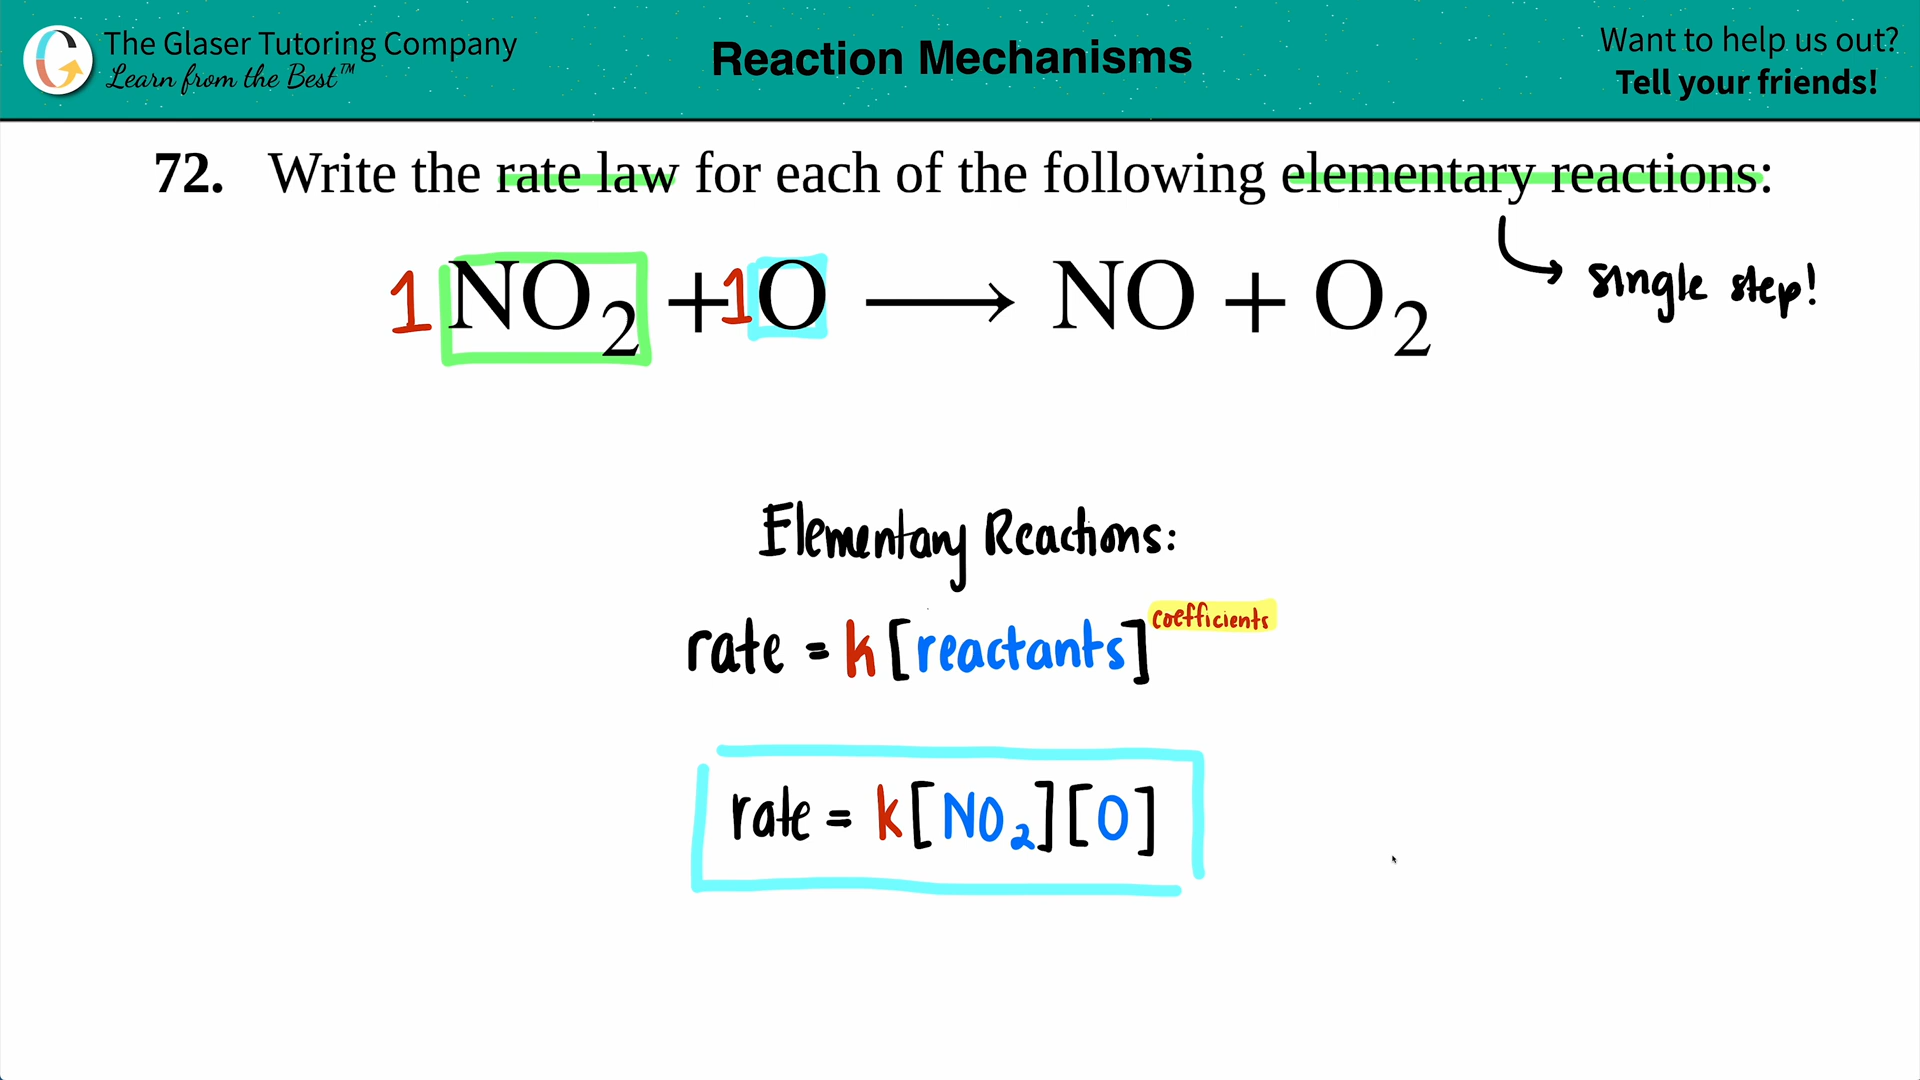 The Glaser Tutoring Company
Learn from the Best™
Reaction Mechanisms
Want to help us out?
Tell your friends!
72. Write the rate law for each of the following elementary reactions:
1 NO₂ + 1 O ⟶ NO + O₂
single step!
Elementary Reactions:
rate = k [reactants]^coefficients
rate = k[NO₂][O]